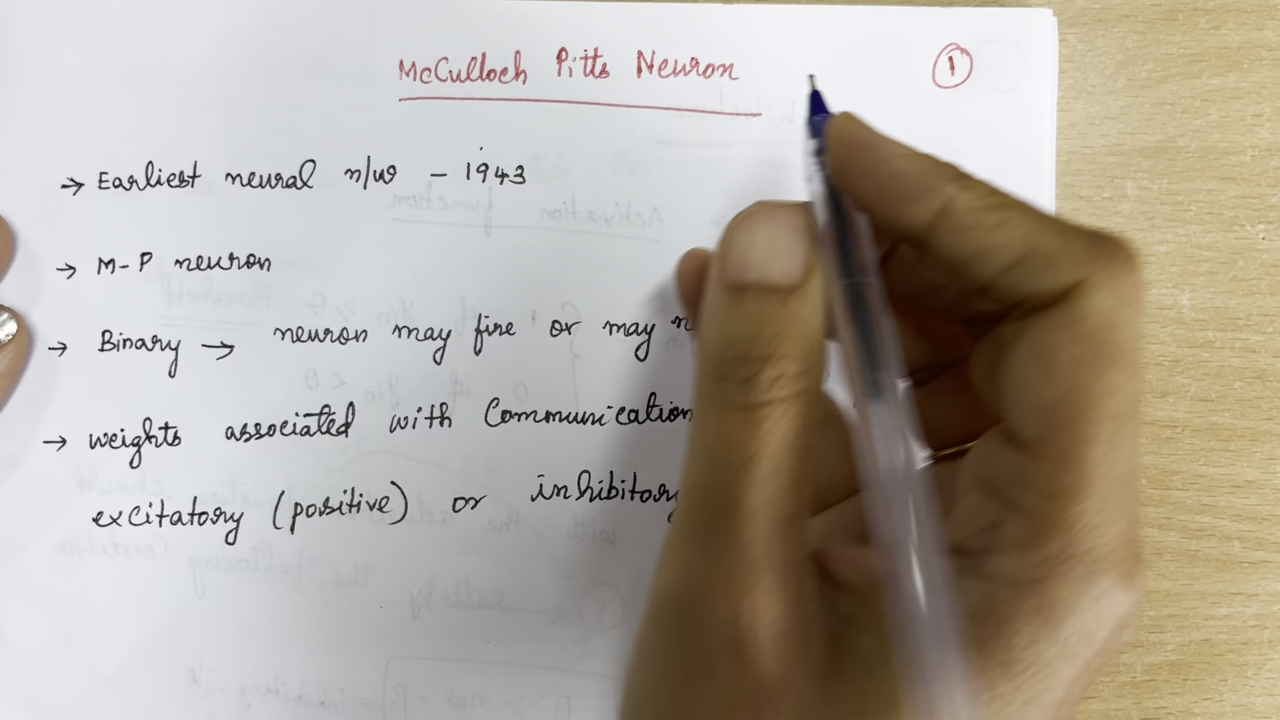 McCulloch Pitts Neuron
1
→ Earliest neural n/w - 1943
→ M-P neuron
→ Binary → neuron may fire or may
→ weights associated with Communication
excitatory (positive) or inhibitory